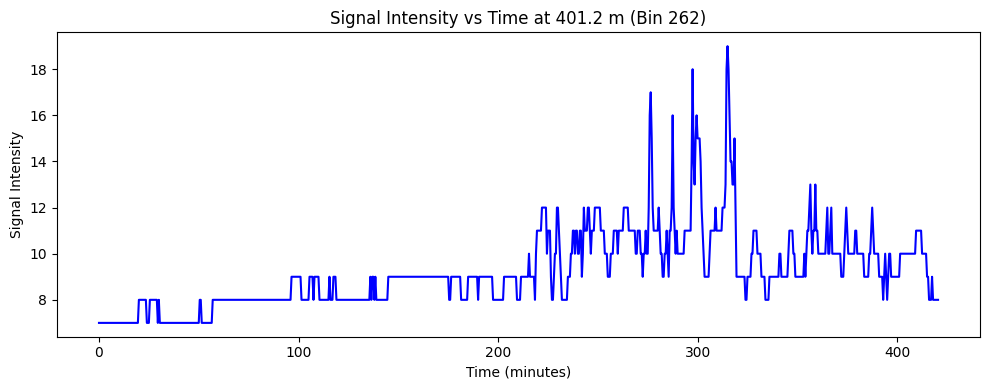 Signal Intensity vs Time at 401.2 m (Bin 262)
Signal Intensity
18
16
14
12
10
8
0 100 200 300 400
Time (minutes)